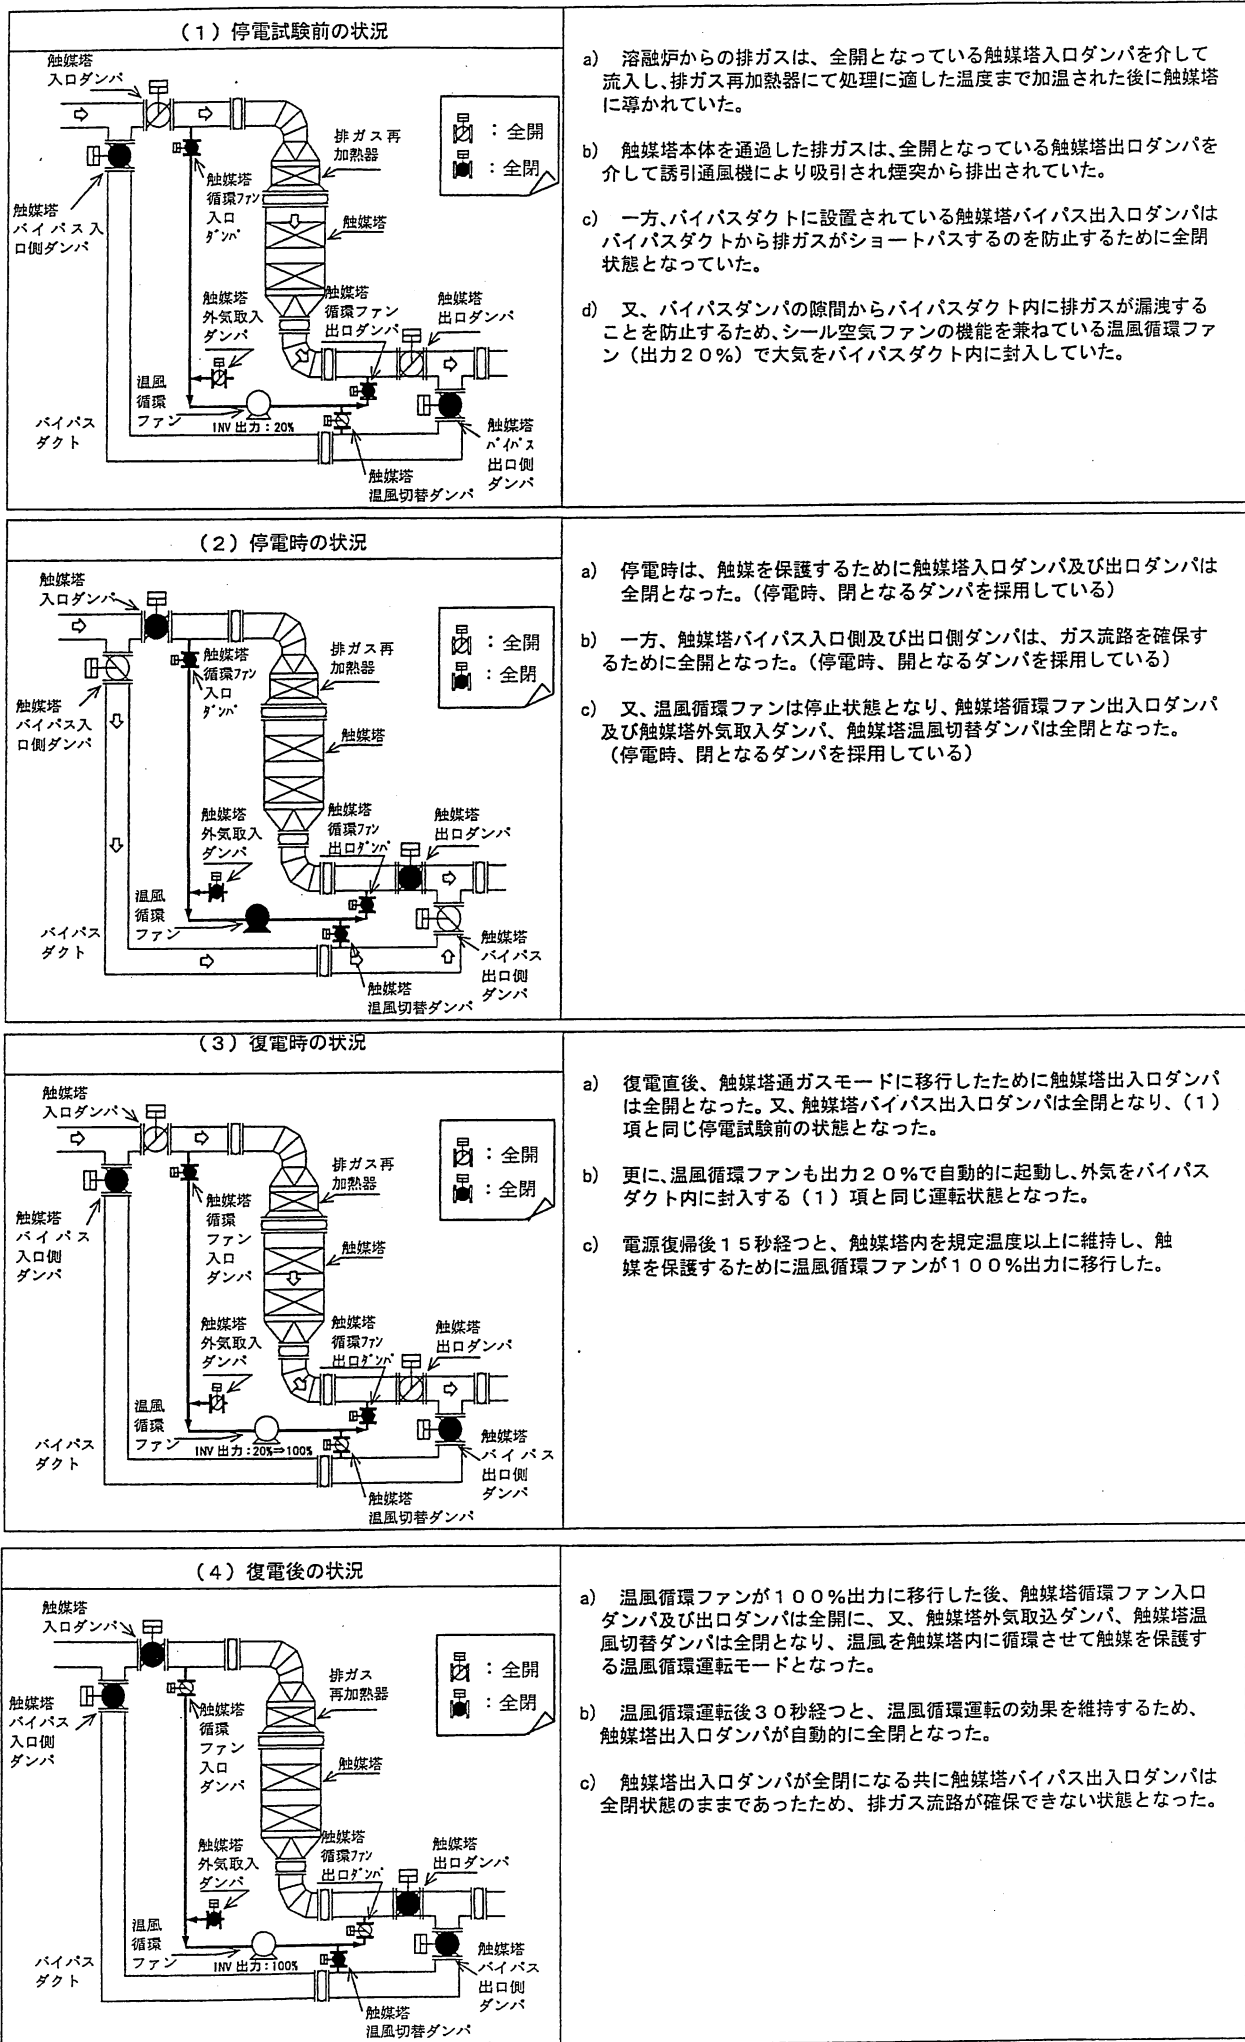 (1)停電試験前の状況
触媒塔
入口ダンパ
:全開
:全閉
排ガス再
加熱器
触媒塔
循環ファン
入口
ダンパ
触媒塔
バイパス入
口側ダンパ
触媒塔
触媒塔
外気取入
ダンパ
触媒塔
循環ファン
出口ダンパ
触媒塔
出口ダンパ
温風
循環
ファン
INV 出力:20%
バイパス
ダクト
触媒塔
バイパス
出口側
ダンパ
触媒塔
温風切替ダンパ
a) 溶融炉からの排ガスは、全開となっている触媒塔入口ダンパを介して
流入し、排ガス再加熱器にて処理に適した温度まで加温された後に触媒塔
に導かれていた。
b) 触媒塔本体を通過した排ガスは、全開となっている触媒塔出口ダンパを
介して誘引通風機により吸引され煙突から排出されていた。
c) 一方、バイパスダクトに設置されている触媒塔バイパス出入口ダンパは
バイパスダクトから排ガスがショートパスするのを防止するために全閉
状態となっていた。
d) 又、バイパスダンパの隙間からバイパスダクト内に排ガスが漏洩する
ことを防止するため、シール空気ファンの機能を兼ねている温風循環ファ
ン(出力20%)で大気をバイパスダクト内に封入していた。
(2)停電時の状況
触媒塔
入口ダンパ
:全開
:全閉
触媒塔
循環ファン
入口
ダンパ
排ガス再
加熱器
触媒塔
バイパス入
口側ダンパ
触媒塔
触媒塔
外気取入
ダンパ
触媒塔
循環ファン
出口ダンパ
触媒塔
出口ダンパ
温風
循環
ファン
バイパス
ダクト
触媒塔
バイパス
出口側
ダンパ
触媒塔
温風切替ダンパ
a) 停電時は、触媒を保護するために触媒塔入口ダンパ及び出口ダンパは
全閉となった。(停電時、閉となるダンパを採用している)
b) 一方、触媒塔バイパス入口側及び出口側ダンパは、ガス流路を確保す
るために全開となった。(停電時、開となるダンパを採用している)
c) 又、温風循環ファンは停止状態となり、触媒塔循環ファン出入口ダンパ
及び触媒塔外気取入ダンパ、触媒塔温風切替ダンパは全閉となった。
(停電時、閉となるダンパを採用している)
(3)復電時の状況
触媒塔
入口ダンパ
:全開
:全閉
排ガス再
加熱器
触媒塔
循環
ファン
入口
ダンパ
触媒塔
バイパス
入口側
ダンパ
触媒塔
触媒塔
外気取入
ダンパ
触媒塔
循環ファン
出口ダンパ
触媒塔
出口ダンパ
温風
循環
ファン
INV 出力:20%⇒100%
バイパス
ダクト
触媒塔
バイパス
出口側
ダンパ
触媒塔
温風切替ダンパ
a) 復電直後、触媒塔通ガスモードに移行したために触媒塔出入口ダンパ
は全開となった。又、触媒塔バイパス出入口ダンパは全閉となり、(1)
項と同じ停電試験前の状態となった。
b) 更に、温風循環ファンも出力20%で自動的に起動し、外気をバイパス
ダクト内に封入する(1)項と同じ運転状態となった。
c) 電源復帰後15秒経つと、触媒塔内を規定温度以上に維持し、触
媒を保護するために温風循環ファンが100%出力に移行した。
(4)復電後の状況
触媒塔
入口ダンパ
:全開
:全閉
排ガス
再加熱器
触媒塔
バイパス
入口側
ダンパ
触媒塔
循環
ファン
入口
ダンパ
触媒塔
触媒塔
外気取入
ダンパ
触媒塔
循環ファン
出口ダンパ
触媒塔
出口ダンパ
温風
循環
ファン
INV 出力:100%
バイパス
ダクト
触媒塔
バイパス
出口側
ダンパ
触媒塔
温風切替ダンパ
a) 温風循環ファンが100%出力に移行した後、触媒塔循環ファン入口
ダンパ及び出口ダンパは全開に、又、触媒塔外気取込ダンパ、触媒塔温
風切替ダンパは全閉となり、温風を触媒塔内に循環させて触媒を保護す
る温風循環運転モードとなった。
b) 温風循環運転後30秒経つと、温風循環運転の効果を維持するため、
触媒塔出入口ダンパが自動的に全閉となった。
c) 触媒塔出入口ダンパが全閉になる共に触媒塔バイパス出入口ダンパは
全閉状態のままであったため、排ガス流路が確保できない状態となった。